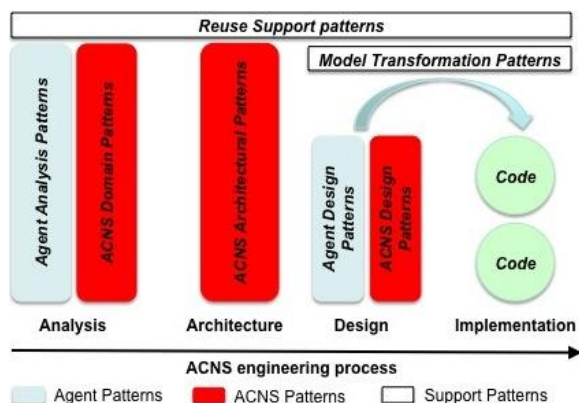 Reuse Support patterns
Model Transformation Patterns
Agent Analysis Patterns
ACNS Domain Patterns
ACNS Architectural Patterns
Agent Design
Patterns
ACNS Design
Patterns
Code
Code
Analysis
Architecture
Design
Implementation
ACNS engineering process
Agent Patterns
ACNS Patterns
Support Patterns